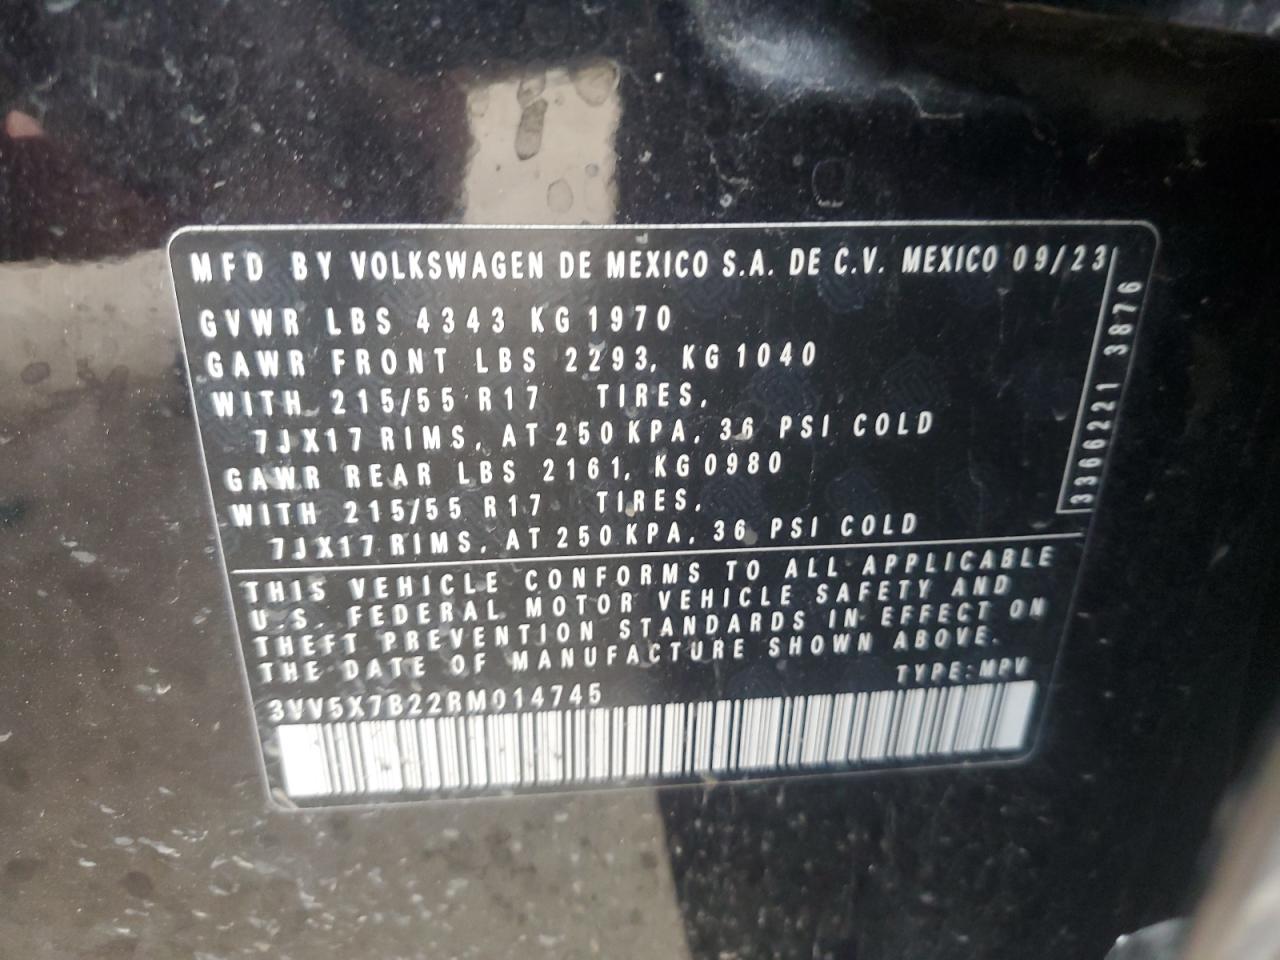 MFD BY VOLKSWAGEN DE MEXICO S.A. DE C.V. MEXICO 09/23
GVWR LBS 4343 KG 1970
GAWR FRONT LBS 2293, KG 1040
WITH 215/55 R17 TIRES,
7JX17 RIMS, AT 250 KPA, 36 PSI COLD
GAWR REAR LBS 2161, KG 0980
WITH 215/55 R17 TIRES,
7JX17 RIMS, AT 250 KPA, 36 PSI COLD
3366221 3876
THIS VEHICLE CONFORMS TO ALL APPLICABLE
U.S. FEDERAL MOTOR VEHICLE SAFETY AND
THEFT PREVENTION STANDARDS IN EFFECT ON
THE DATE OF MANUFACTURE SHOWN ABOVE.
TYPE: MPV
3VV5X7B22RM014745